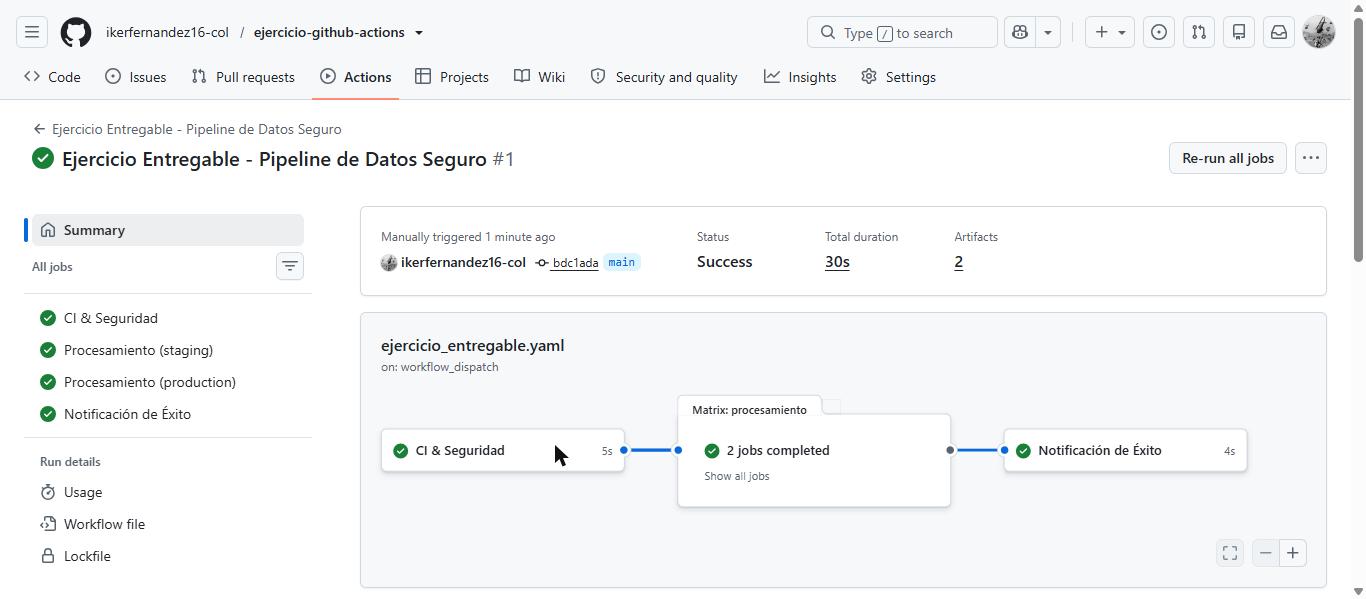 ikerfernandez16-col / ejercicio-github-actions
Type / to search
Code
Issues
Pull requests
Actions
Projects
Wiki
Security and quality
Insights
Settings
Ejercicio Entregable - Pipeline de Datos Seguro
Ejercicio Entregable - Pipeline de Datos Seguro #1
Re-run all jobs
Summary
All jobs
CI & Seguridad
Procesamiento (staging)
Procesamiento (production)
Notificación de Éxito
Run details
Usage
Workflow file
Lockfile
Manually triggered 1 minute ago
ikerfernandez16-col bdc1ada main
Status
Success
Total duration
30s
Artifacts
2
ejercicio_entregable.yaml
on: workflow_dispatch
CI & Seguridad 5s
Matrix: procesamiento
2 jobs completed
Show all jobs
Notificación de Éxito 4s